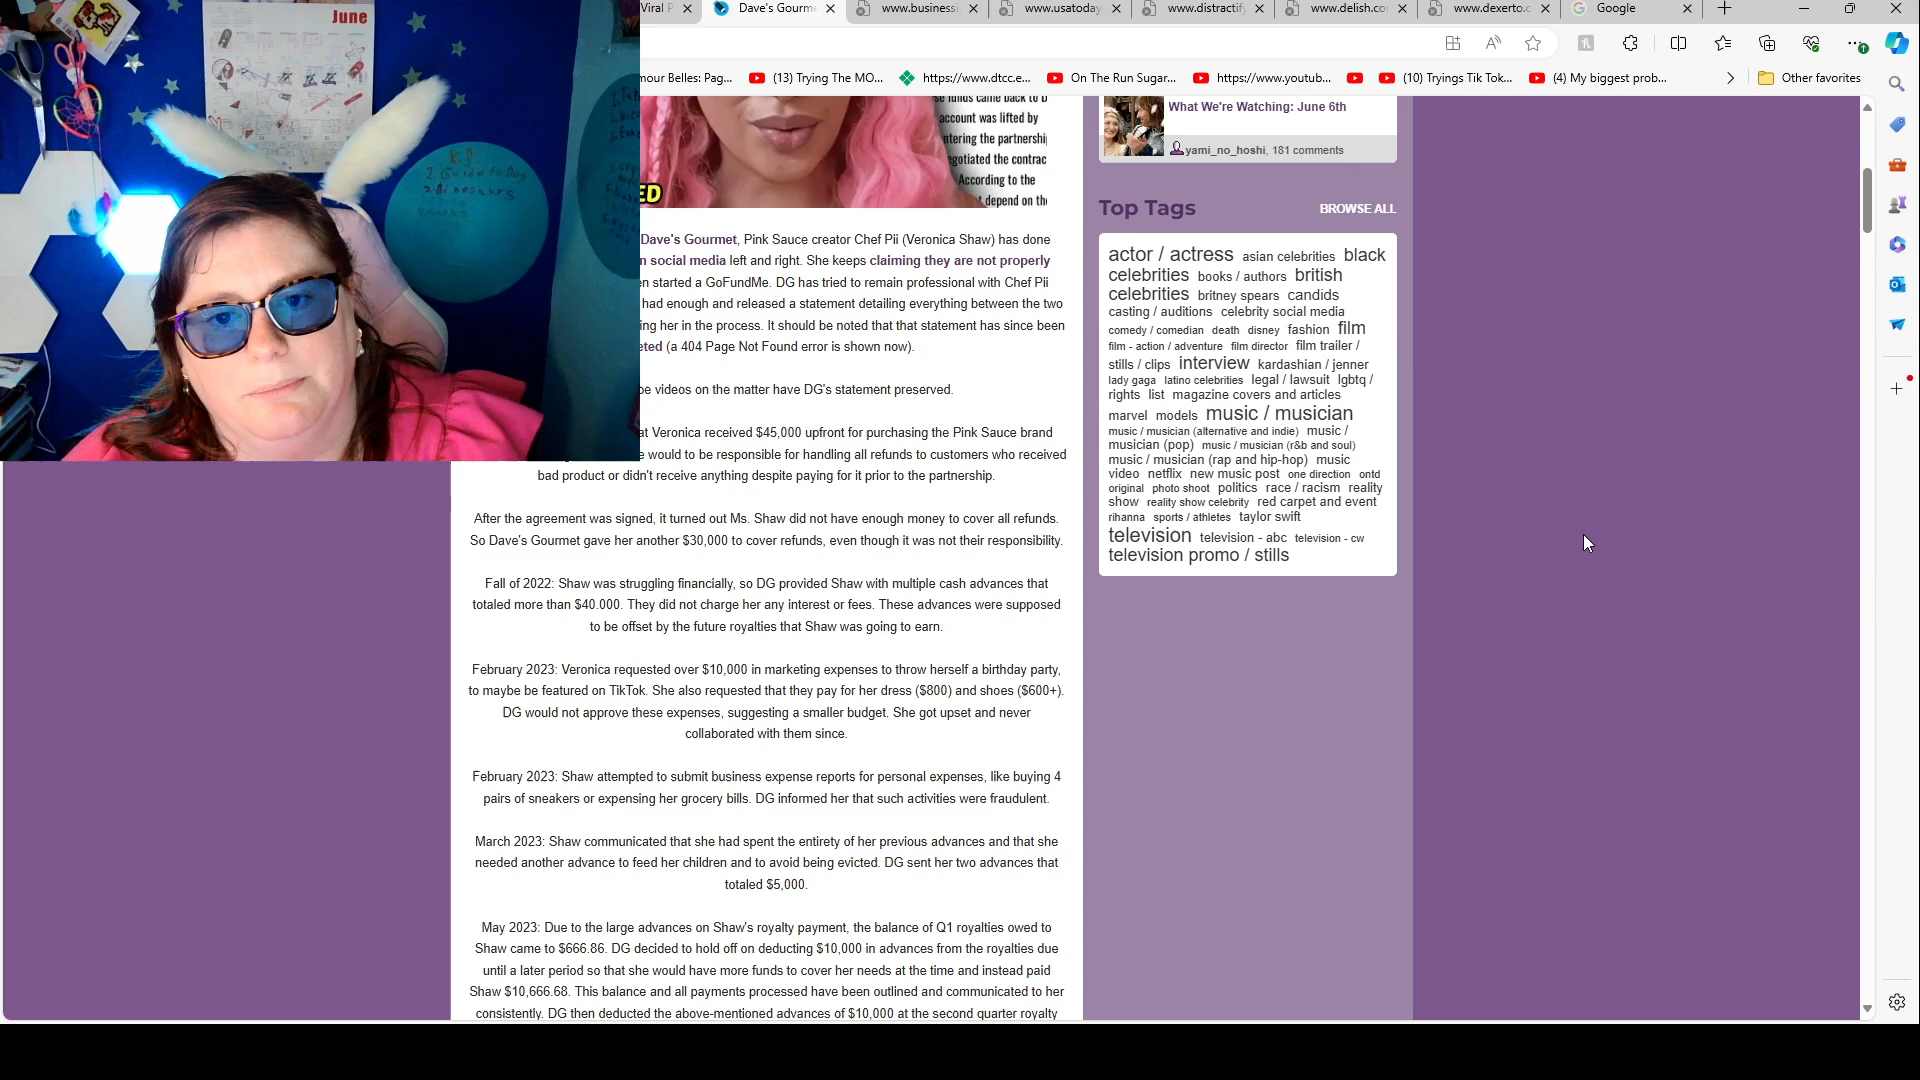 June
Viral P
Dave's Gourme
www.businessi
www.usatoday
www.distractify
www.delish.co
www.dexerto.c
Google
mour Belles: Pag...
(13) Trying The MO...
https://www.dtcc.e...
On The Run Sugar...
https://www.youtub...
(10) Tryings Tik Tok...
(4) My biggest prob...
Other favorites
account was lifted by
ntering the partnershi
egotiated the contrac
According to the
depend on th
ED
Dave's Gourmet, Pink Sauce creator Chef Pii (Veronica Shaw) has done
n social media left and right. She keeps claiming they are not properly
en started a GoFundMe. DG has tried to remain professional with Chef Pii
had enough and released a statement detailing everything between the two
ing her in the process. It should be noted that that statement has since been
eted (a 404 Page Not Found error is shown now).
be videos on the matter have DG's statement preserved.
at Veronica received $45,000 upfront for purchasing the Pink Sauce brand
e would to be responsible for handling all refunds to customers who received
bad product or didn't receive anything despite paying for it prior to the partnership.
After the agreement was signed, it turned out Ms. Shaw did not have enough money to cover all refunds.
So Dave's Gourmet gave her another $30,000 to cover refunds, even though it was not their responsibility.
Fall of 2022: Shaw was struggling financially, so DG provided Shaw with multiple cash advances that
totaled more than $40.000. They did not charge her any interest or fees. These advances were supposed
to be offset by the future royalties that Shaw was going to earn.
February 2023: Veronica requested over $10,000 in marketing expenses to throw herself a birthday party,
to maybe be featured on TikTok. She also requested that they pay for her dress ($800) and shoes ($600+).
DG would not approve these expenses, suggesting a smaller budget. She got upset and never
collaborated with them since.
February 2023: Shaw attempted to submit business expense reports for personal expenses, like buying 4
pairs of sneakers or expensing her grocery bills. DG informed her that such activities were fraudulent.
March 2023: Shaw communicated that she had spent the entirety of her previous advances and that she
needed another advance to feed her children and to avoid being evicted. DG sent her two advances that
totaled $5,000.
May 2023: Due to the large advances on Shaw's royalty payment, the balance of Q1 royalties owed to
Shaw came to $666.86. DG decided to hold off on deducting $10,000 in advances from the royalties due
until a later period so that she would have more funds to cover her needs at the time and instead paid
Shaw $10,666.68. This balance and all payments processed have been outlined and communicated to her
consistently. DG then deducted the above-mentioned advances of $10,000 at the second quarter royalty
What We're Watching: June 6th
yami_no_hoshi, 181 comments
Top Tags
BROWSE ALL
actor / actress asian celebrities black
celebrities books / authors british
celebrities britney spears candids
casting / auditions celebrity social media
comedy / comedian death disney fashion film
film - action / adventure film director film trailer /
stills / clips interview kardashian / jenner
lady gaga latino celebrities legal / lawsuit lgbtq /
rights list magazine covers and articles
marvel models music / musician
music / musician (alternative and indie) music /
musician (pop) music / musician (r&b and soul)
music / musician (rap and hip-hop) music
video netflix new music post one direction ontd
original photo shoot politics race / racism reality
show reality show celebrity red carpet and event
rihanna sports / athletes taylor swift
television television - abc television - cw
television promo / stills